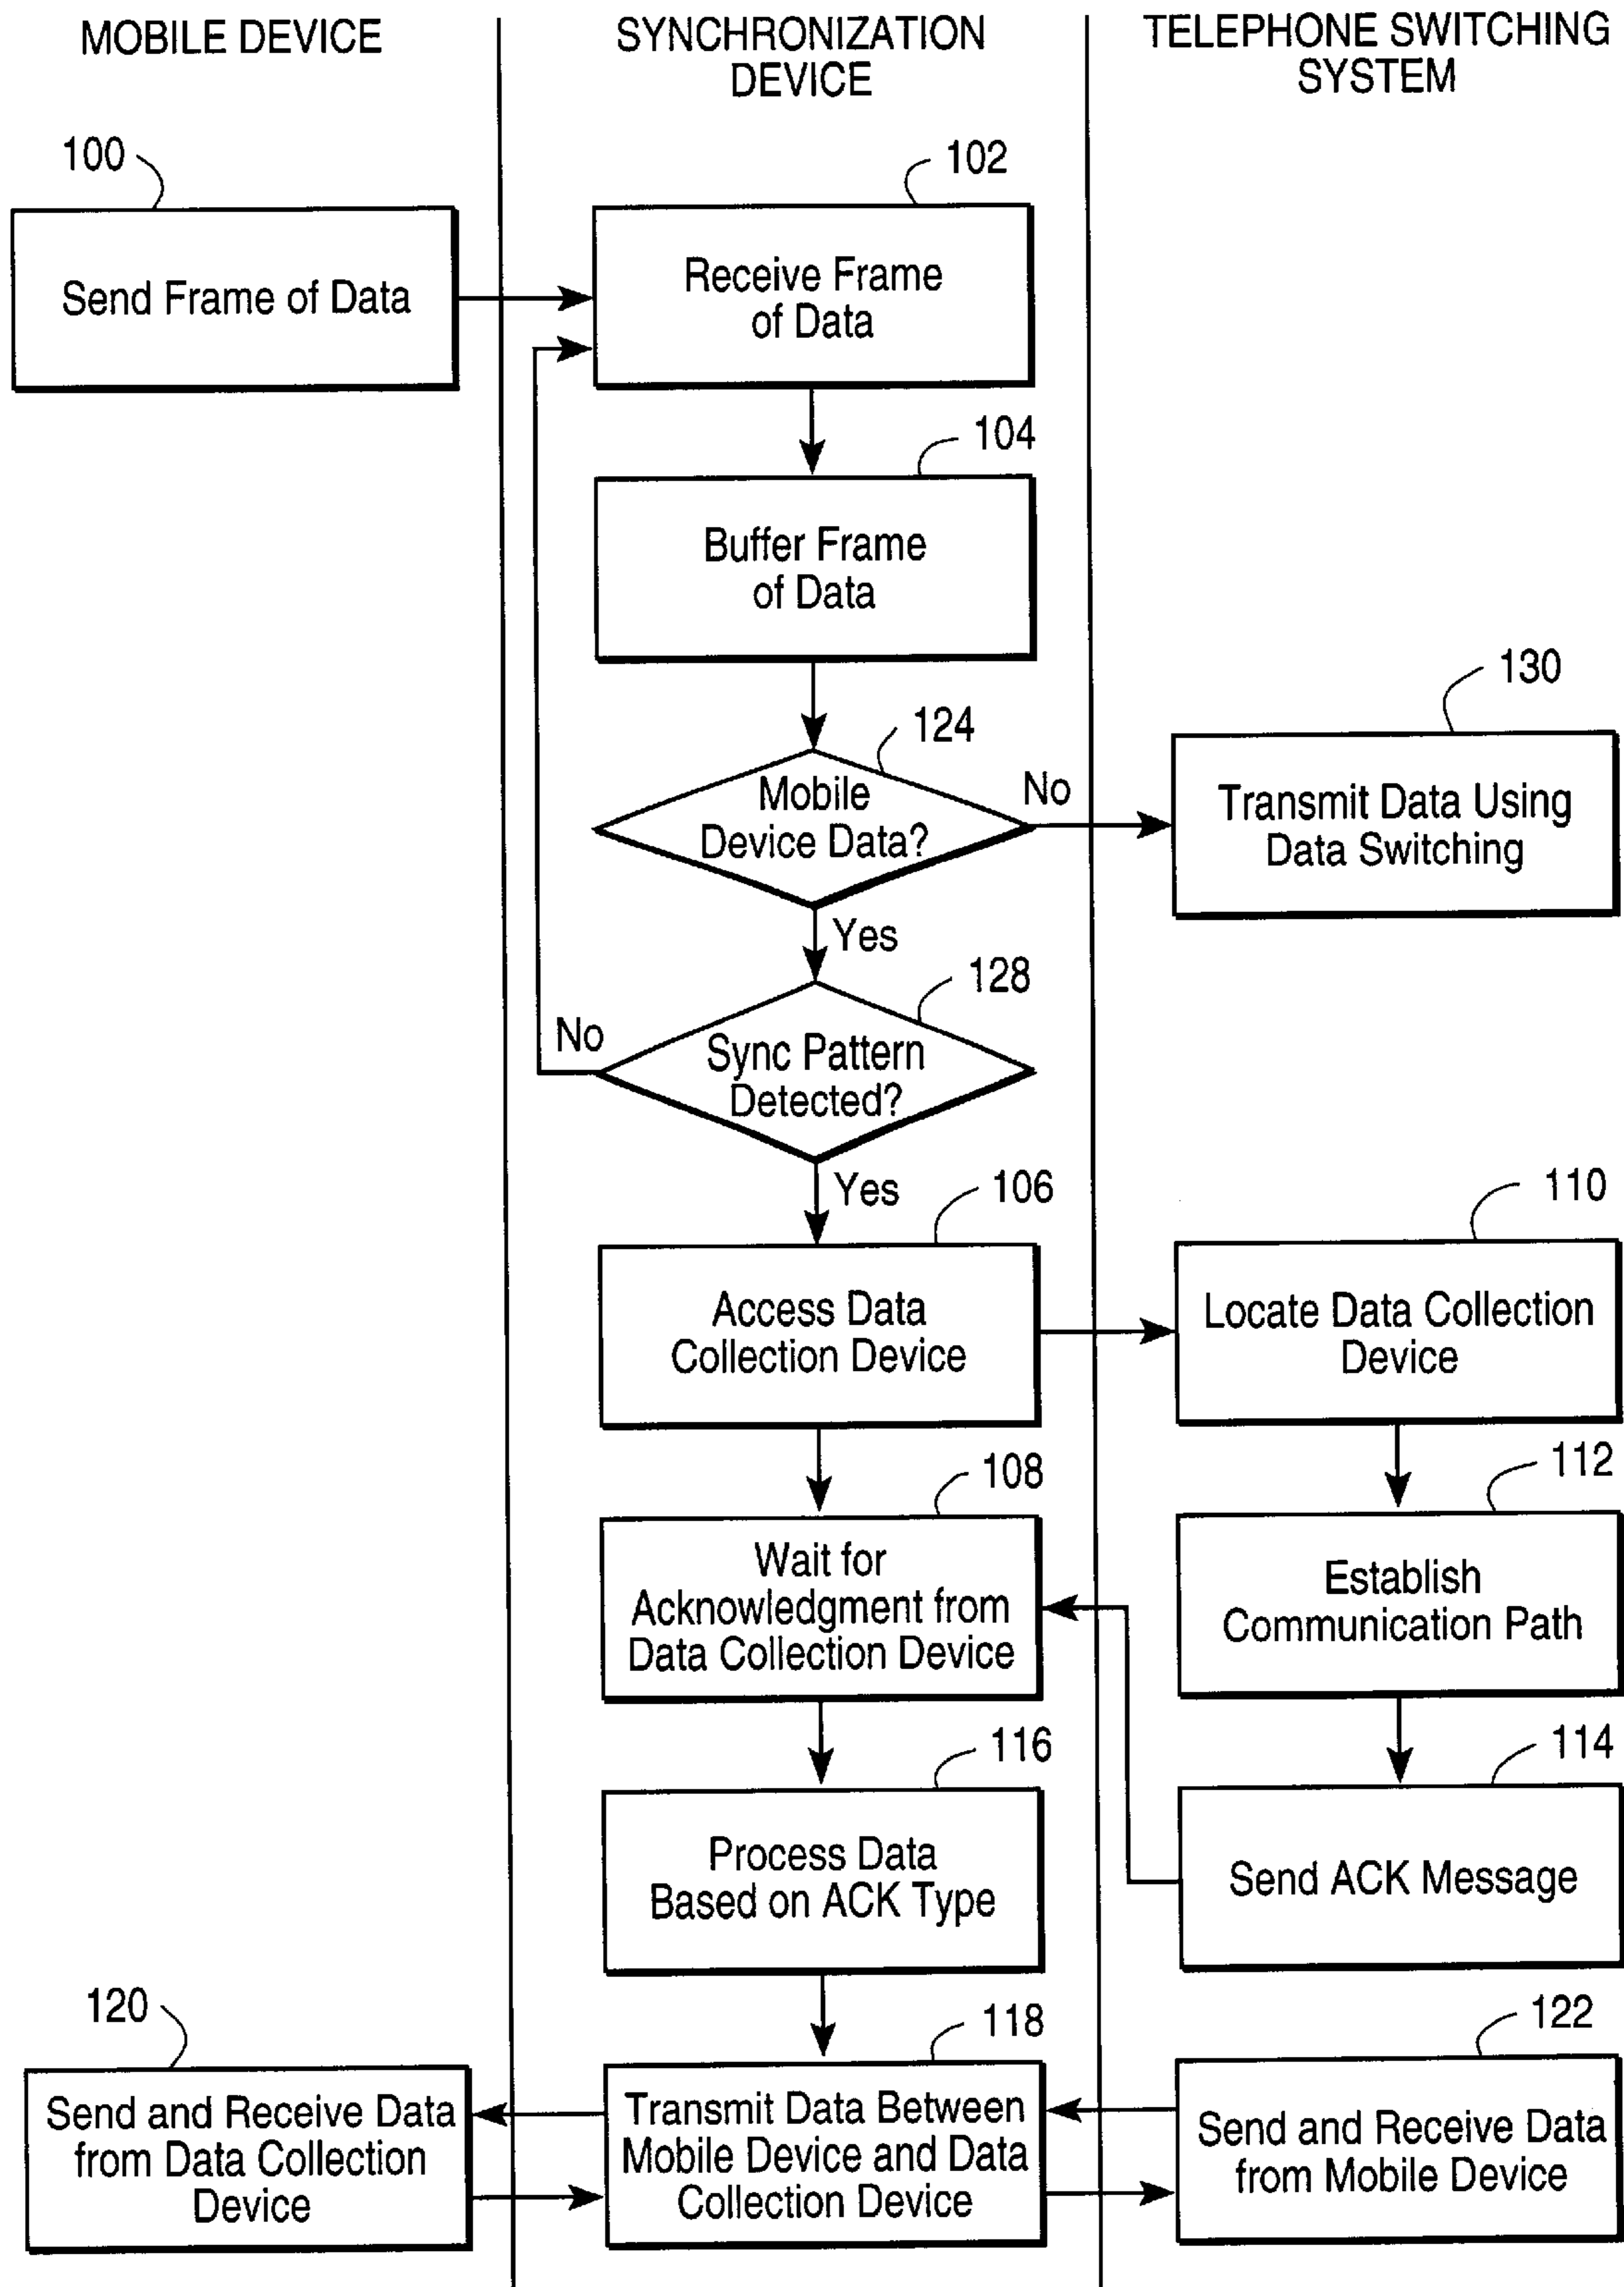 MOBILE DEVICE
SYNCHRONIZATION
DEVICE
TELEPHONE SWITCHING
SYSTEM
100
Send Frame of Data
102
Receive Frame
of Data
104
Buffer Frame
of Data
124
Mobile
Device Data?
No
130
Transmit Data Using
Data Switching
Yes
128
Sync Pattern
Detected?
No
Yes
106
Access Data
Collection Device
110
Locate Data Collection
Device
108
Wait for
Acknowledgment from
Data Collection Device
112
Establish
Communication Path
116
Process Data
Based on ACK Type
114
Send ACK Message
120
Send and Receive Data
from Data Collection
Device
118
Transmit Data Between
Mobile Device and Data
Collection Device
122
Send and Receive Data
from Mobile Device